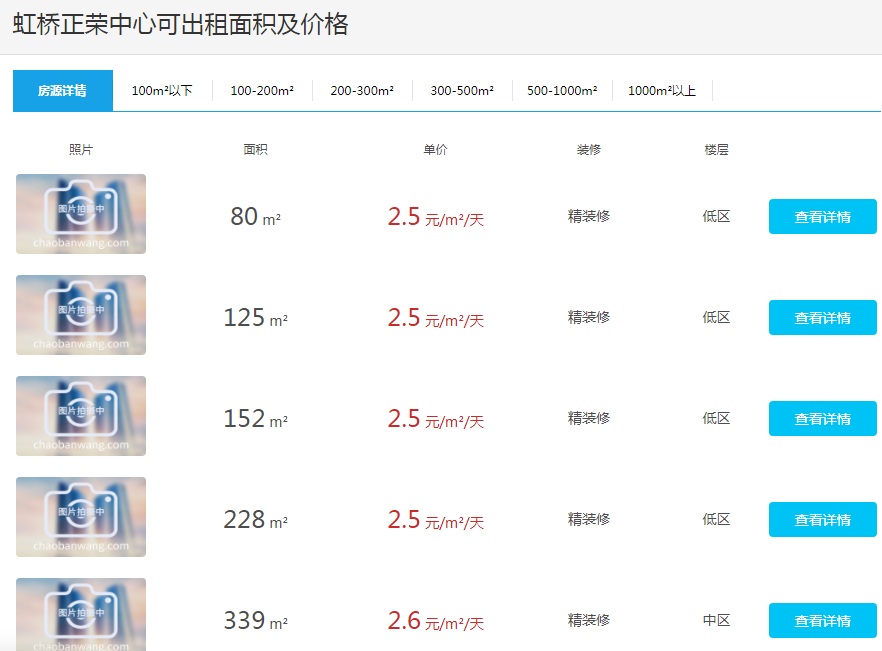 虹桥正荣中心可出租面积及价格
房源详情 100m²以下 100-200m² 200-300m² 300-500m² 500-1000m² 1000m²以上
照片 面积 单价 装修 楼层
图片拍摄中
chaobanwang.com
80 m² 2.5 元/m²/天 精装修 低区 查看详情
图片拍摄中
chaobanwang.com
125 m² 2.5 元/m²/天 精装修 低区 查看详情
图片拍摄中
chaobanwang.com
152 m² 2.5 元/m²/天 精装修 低区 查看详情
图片拍摄中
chaobanwang.com
228 m² 2.5 元/m²/天 精装修 低区 查看详情
图片拍摄中
chaobanwang.com
339 m² 2.6 元/m²/天 精装修 中区 查看详情